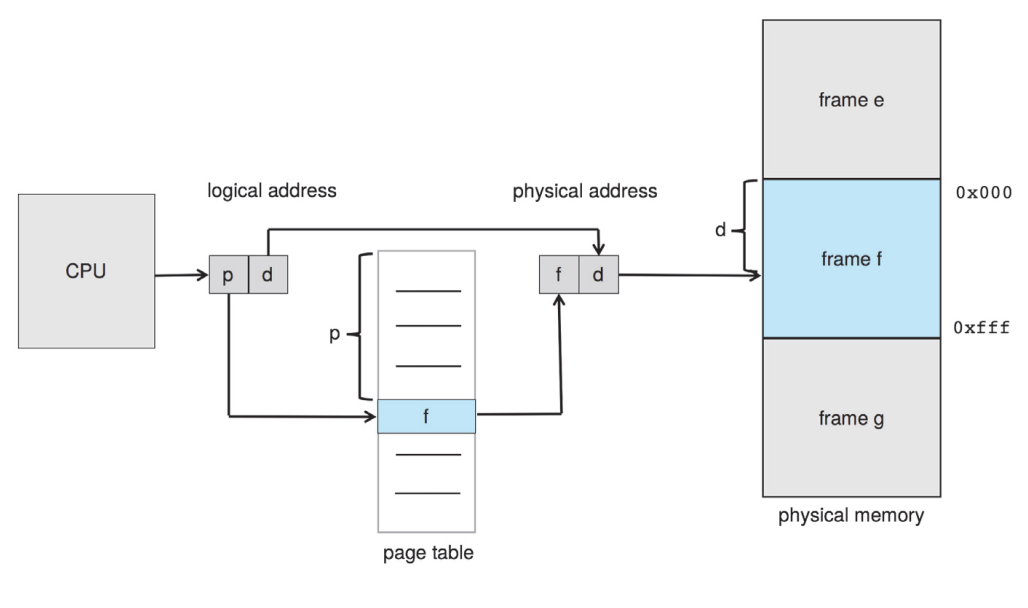 frame e
logical address
physical address
0x000
d
CPU
p
d
f
d
frame f
p
0xfff
f
frame g
physical memory
page table